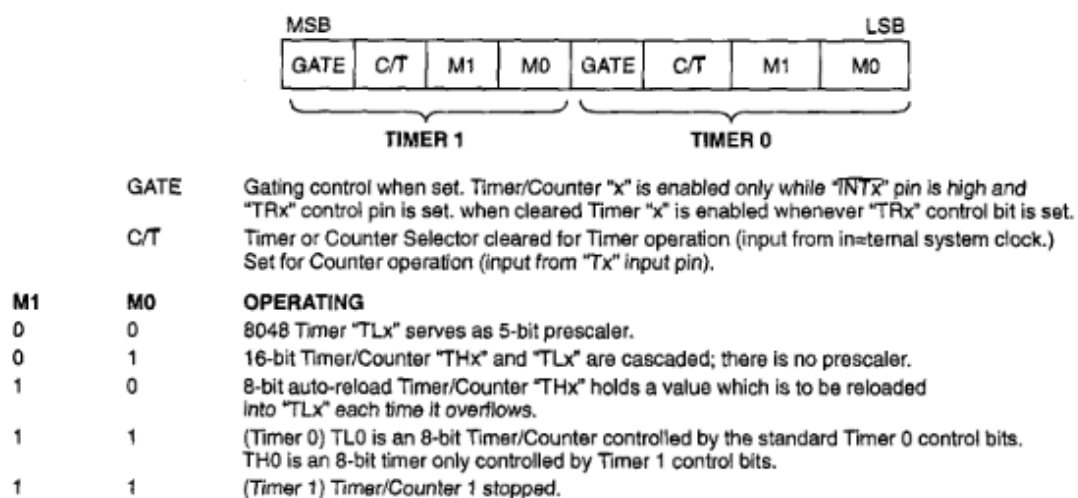 MSB LSB
GATE C/T̅ M1 M0 GATE C/T̅ M1 M0
TIMER 1 TIMER 0
GATE Gating control when set. Timer/Counter "x" is enabled only while "I̅N̅T̅x̅" pin is high and
"TRx" control pin is set. when cleared Timer "x" is enabled whenever "TRx" control bit is set.
C/T̅ Timer or Counter Selector cleared for Timer operation (input from in≈ternal system clock.)
Set for Counter operation (input from "Tx" input pin).
M1 M0 OPERATING
0 0 8048 Timer "TLx" serves as 5-bit prescaler.
0 1 16-bit Timer/Counter "THx" and "TLx" are cascaded; there is no prescaler.
1 0 8-bit auto-reload Timer/Counter "THx" holds a value which is to be reloaded
into "TLx" each time it overflows.
1 1 (Timer 0) TL0 is an 8-bit Timer/Counter controlled by the standard Timer 0 control bits.
TH0 is an 8-bit timer only controlled by Timer 1 control bits.
1 1 (Timer 1) Timer/Counter 1 stopped.